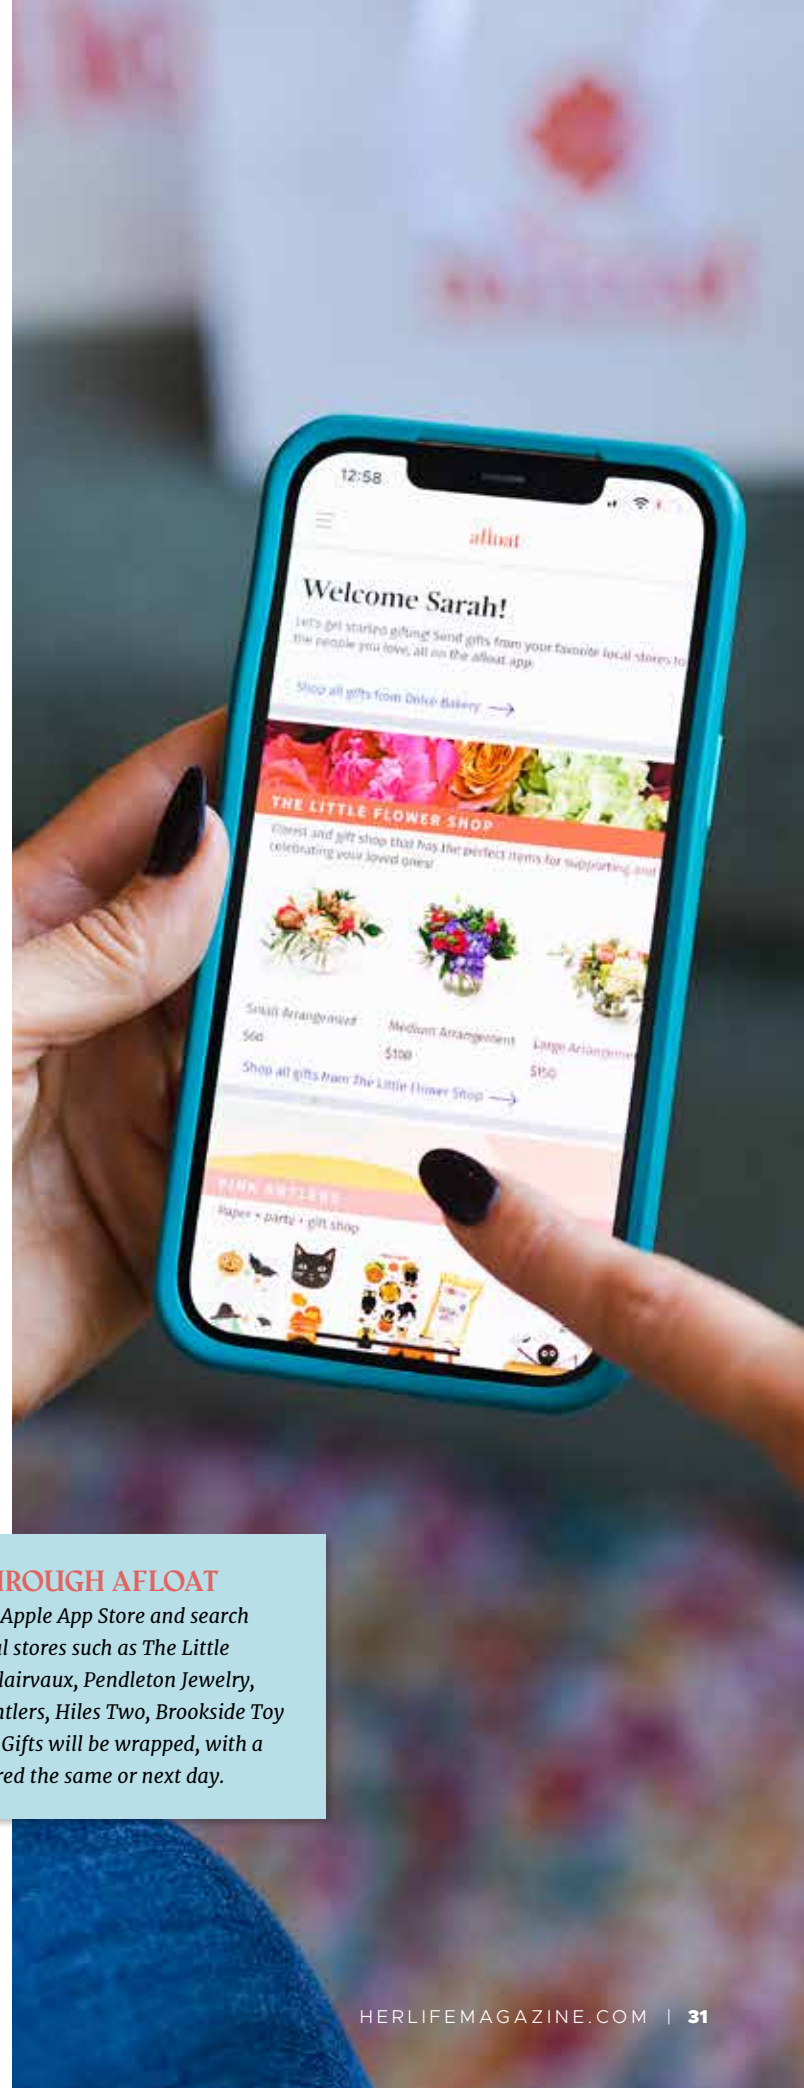 12:58
afloat
Welcome Sarah!
Let's get started gifting! Send gifts from your favorite local stores to
the people you love, all on the afloat app.
Shop all gifts from Dolce Bakery
THE LITTLE FLOWER SHOP
Florist and gift shop that has the perfect items for supporting and
celebrating your loved ones!
Small Arrangement
Medium Arrangement
Large Arrangeme
$60
$100
$150
Shop all gifts from The Little Flower Shop
PINK ANTLERS
Paper + party + gift shop
HROUGH AFLOAT
Apple App Store and search
l stores such as The Little
lairvaux, Pendleton Jewelry,
ntlers, Hiles Two, Brookside Toy
Gifts will be wrapped, with a
red the same or next day.
HERLIFEMAGAZINE.COM | 31